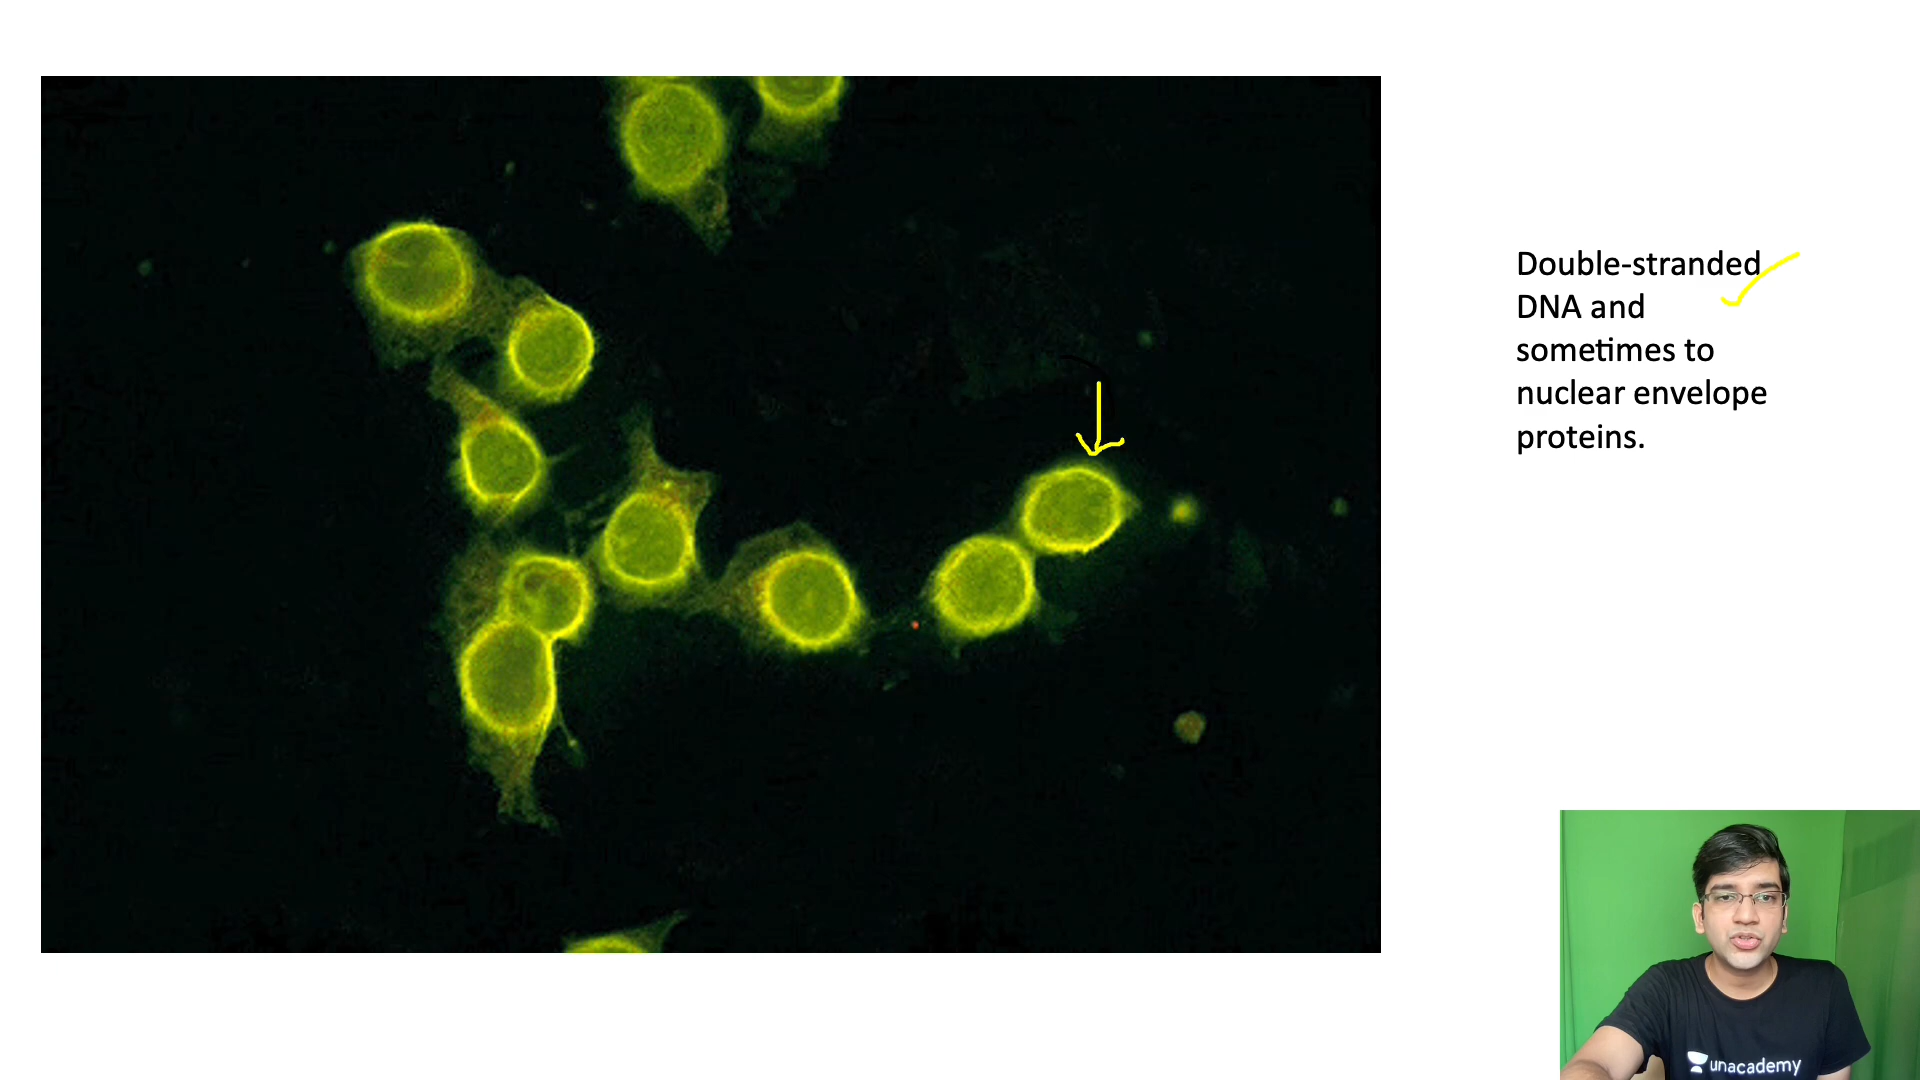 Double-stranded
DNA and
sometimes to
nuclear envelope
proteins.
unacademy